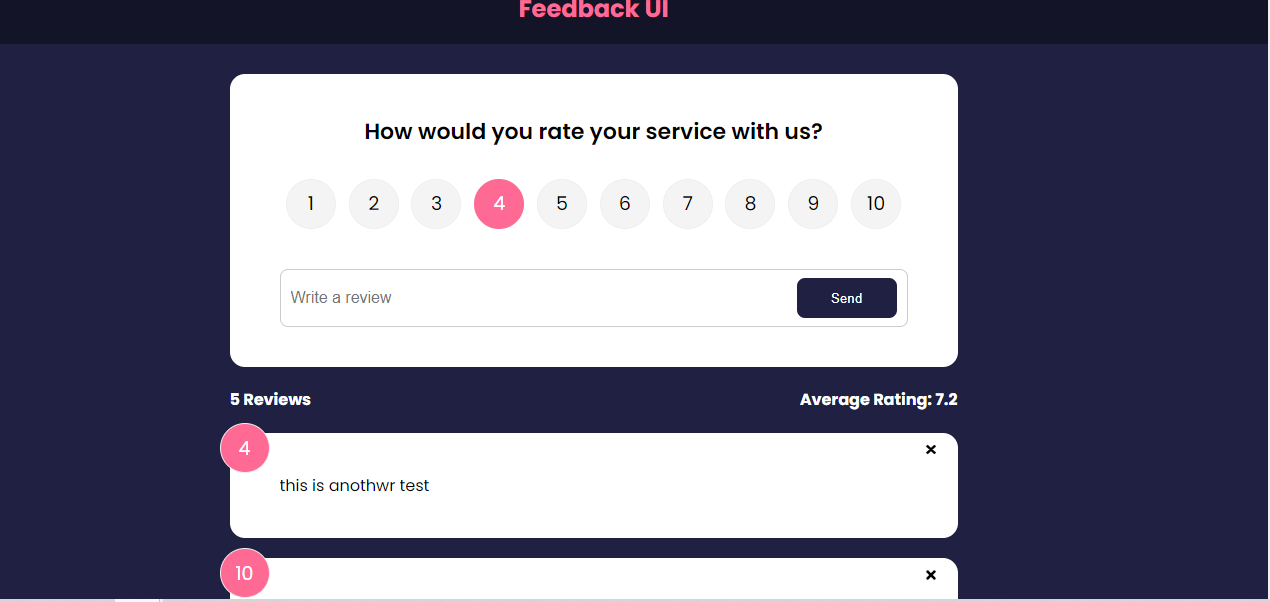 Feedback UI
How would you rate your service with us?
1 2 3 4 5 6 7 8 9 10
Write a review Send
5 Reviews Average Rating: 7.2
4
this is anothwr test
10